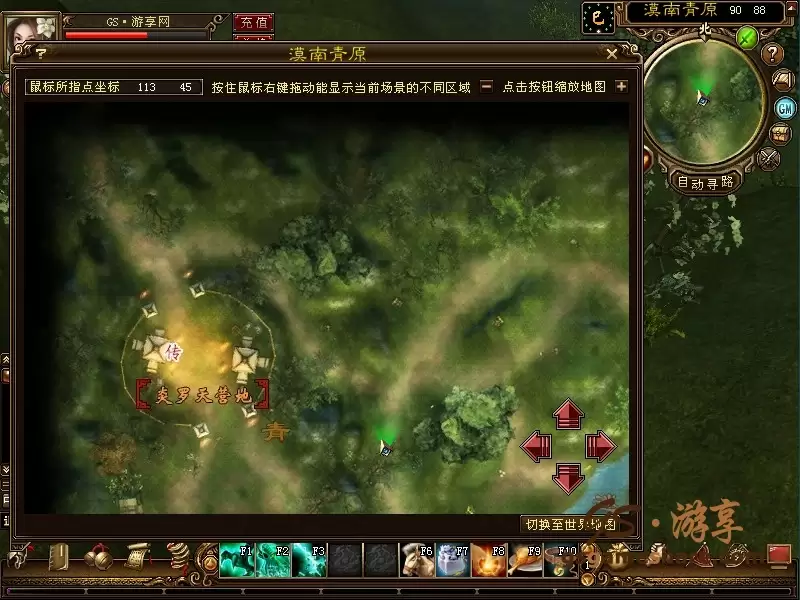 GS·游享网
充值
漠南青原 90 88
北
?
漠南青原
GM
鼠标所指点坐标 113 45 按住鼠标右键拖动能显示当前场景的不同区域 点击按钮缩放地图
自动寻路
传
炎罗天营地
青
切换至世界地图
·游享
F1 F2 F3 F6 F7 F8 F9 F10
1